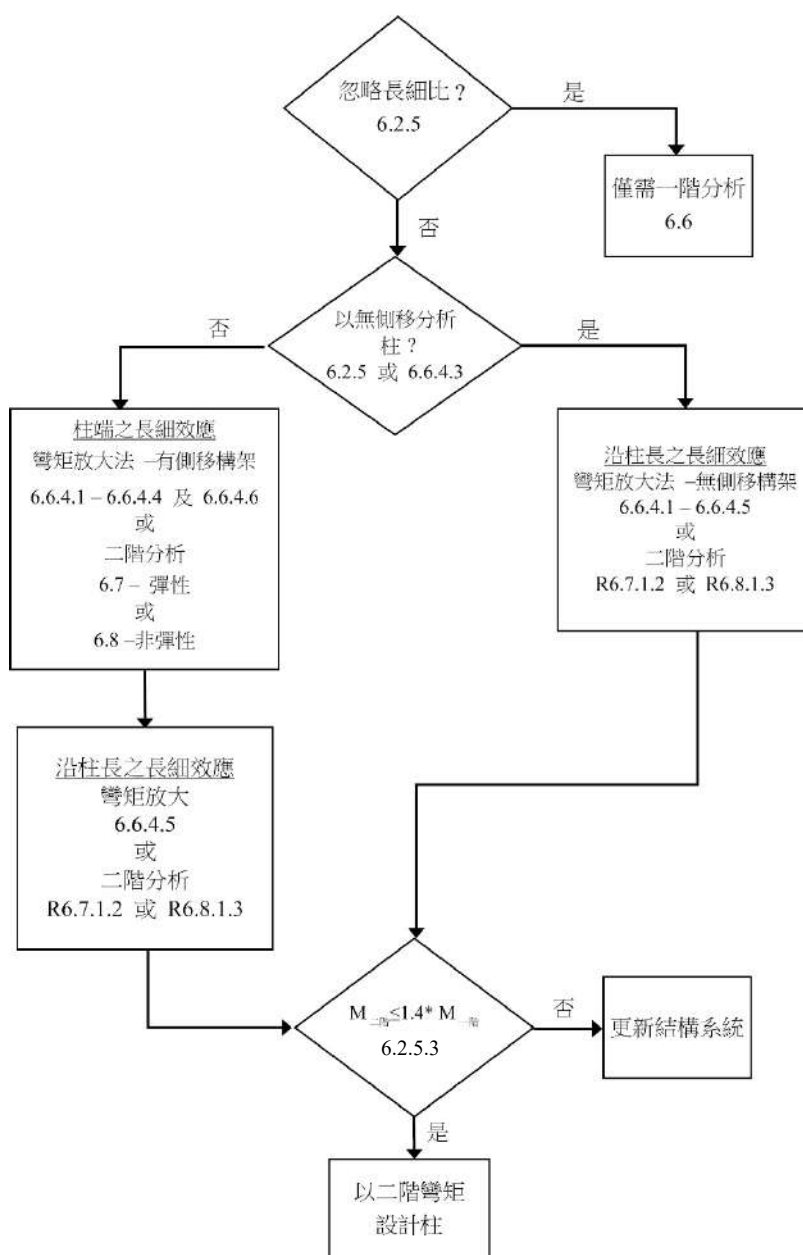 忽略長細比？
6.2.5
是
僅需一階分析
6.6
否
以無側移分析
柱？
6.2.5 或 6.6.4.3
否
是
柱端之長細效應
彎矩放大法 –有側移構架
6.6.4.1 – 6.6.4.4 及 6.6.4.6
或
二階分析
6.7 – 彈性
或
6.8 –非彈性
沿柱長之長細效應
彎矩放大法 –無側移構架
6.6.4.1 – 6.6.4.5
或
二階分析
R6.7.1.2 或 R6.8.1.3
沿柱長之長細效應
彎矩放大
6.6.4.5
或
二階分析
R6.7.1.2 或 R6.8.1.3
M二階≤1.4* M一階
6.2.5.3
否
更新結構系統
是
以二階彎矩
設計柱